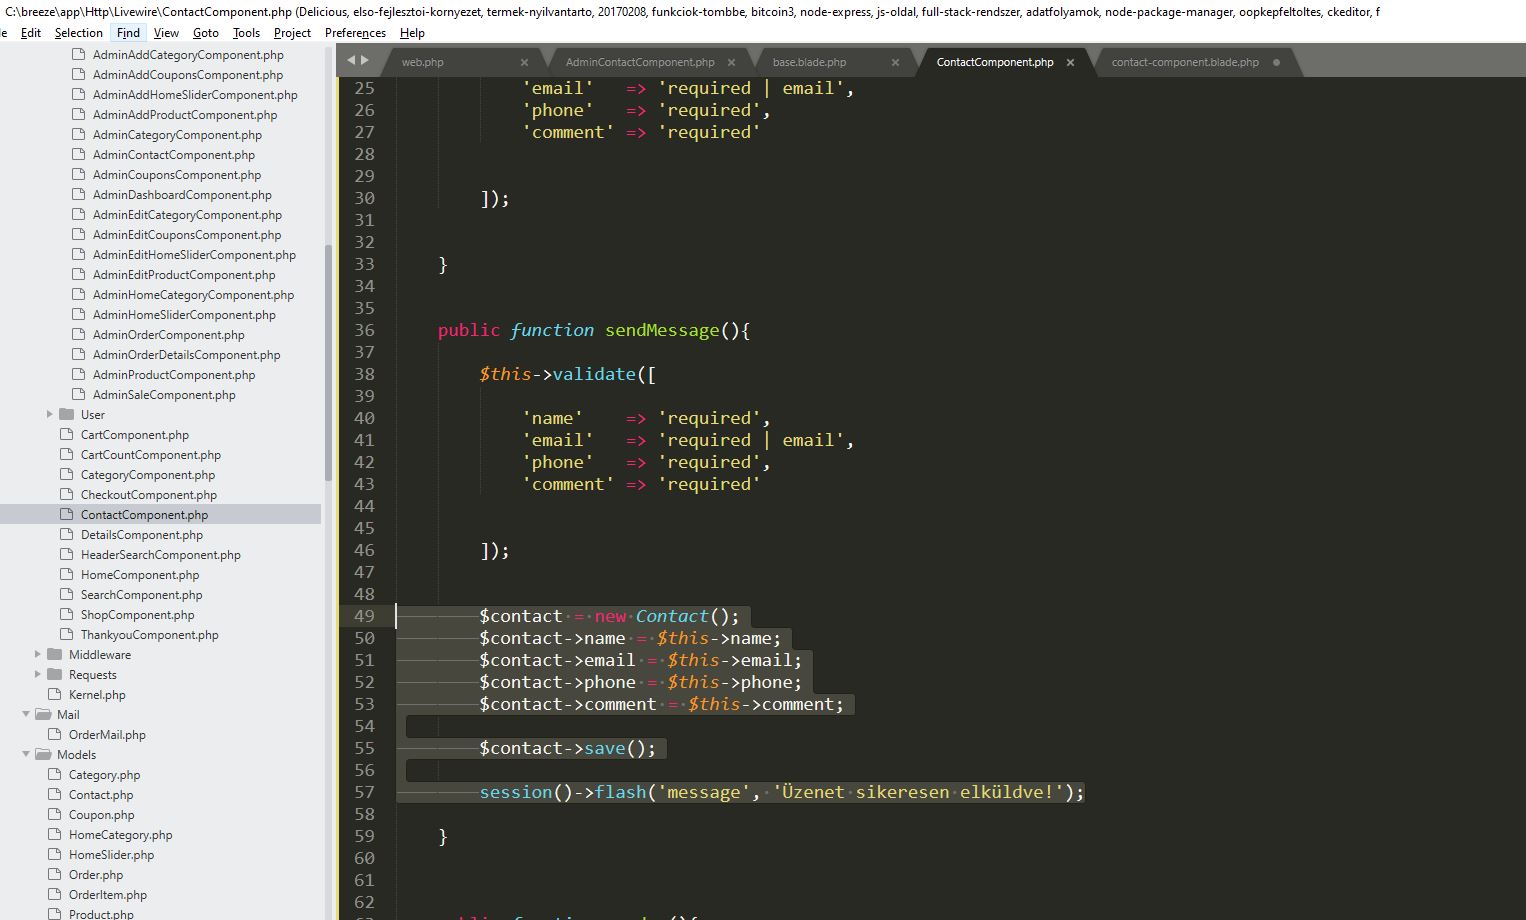 C:\breeze\app\Http\Livewire\ContactComponent.php (Delicious, elso-fejlesztoi-kornyezet, termek-nyilvantarto, 20170208, funkciok-tombbe, bitcoin3, node-express, js-oldal, full-stack-rendszer, adatfolyamok, node-package-manager, oopkepfeltoltes, ckeditor, f
le Edit Selection Find View Goto Tools Project Preferences Help
AdminAddCategoryComponent.php
AdminAddCouponsComponent.php
AdminAddHomeSliderComponent.php
AdminAddProductComponent.php
AdminCategoryComponent.php
AdminContactComponent.php
AdminCouponsComponent.php
AdminDashboardComponent.php
AdminEditCategoryComponent.php
AdminEditCouponsComponent.php
AdminEditHomeSliderComponent.php
AdminEditProductComponent.php
AdminHomeCategoryComponent.php
AdminHomeSliderComponent.php
AdminOrderComponent.php
AdminOrderDetailsComponent.php
AdminProductComponent.php
AdminSaleComponent.php
User
CartComponent.php
CartCountComponent.php
CategoryComponent.php
CheckoutComponent.php
ContactComponent.php
DetailsComponent.php
HeaderSearchComponent.php
HomeComponent.php
SearchComponent.php
ShopComponent.php
ThankyouComponent.php
Middleware
Requests
Kernel.php
Mail
OrderMail.php
Models
Category.php
Contact.php
Coupon.php
HomeCategory.php
HomeSlider.php
Order.php
OrderItem.php
Product.php
web.php AdminContactComponent.php base.blade.php ContactComponent.php contact-component.blade.php
25 'email' => 'required | email',
26 'phone' => 'required',
27 'comment' => 'required'
28
29
30 ]);
31
32
33 }
34
35
36 public function sendMessage(){
37
38 $this->validate([
39
40 'name' => 'required',
41 'email' => 'required | email',
42 'phone' => 'required',
43 'comment' => 'required'
44
45
46 ]);
47
48
49 $contact = new Contact();
50 $contact->name = $this->name;
51 $contact->email = $this->email;
52 $contact->phone = $this->phone;
53 $contact->comment = $this->comment;
54
55 $contact->save();
56
57 session()->flash('message', 'Üzenet sikeresen elküldve!');
58
59 }
60
61
62